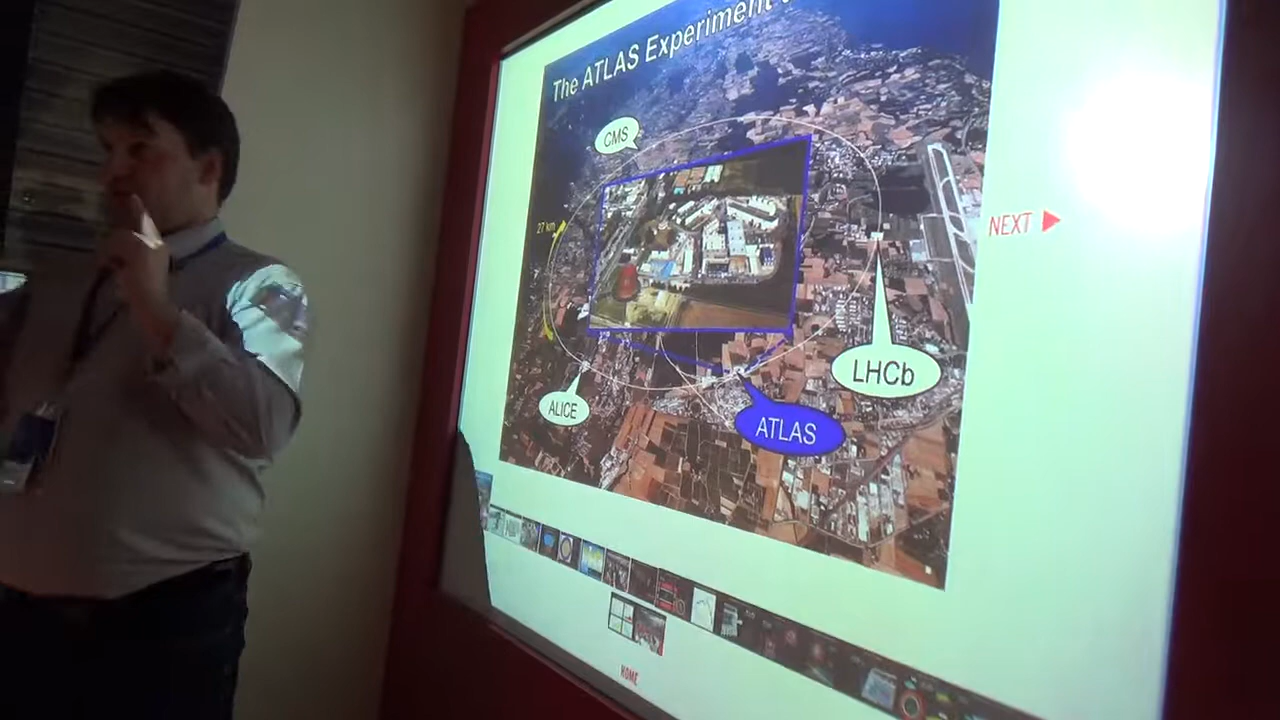 The ATLAS Experiment
CMS
27 km
NEXT
LHCb
ALICE
ATLAS
HOME